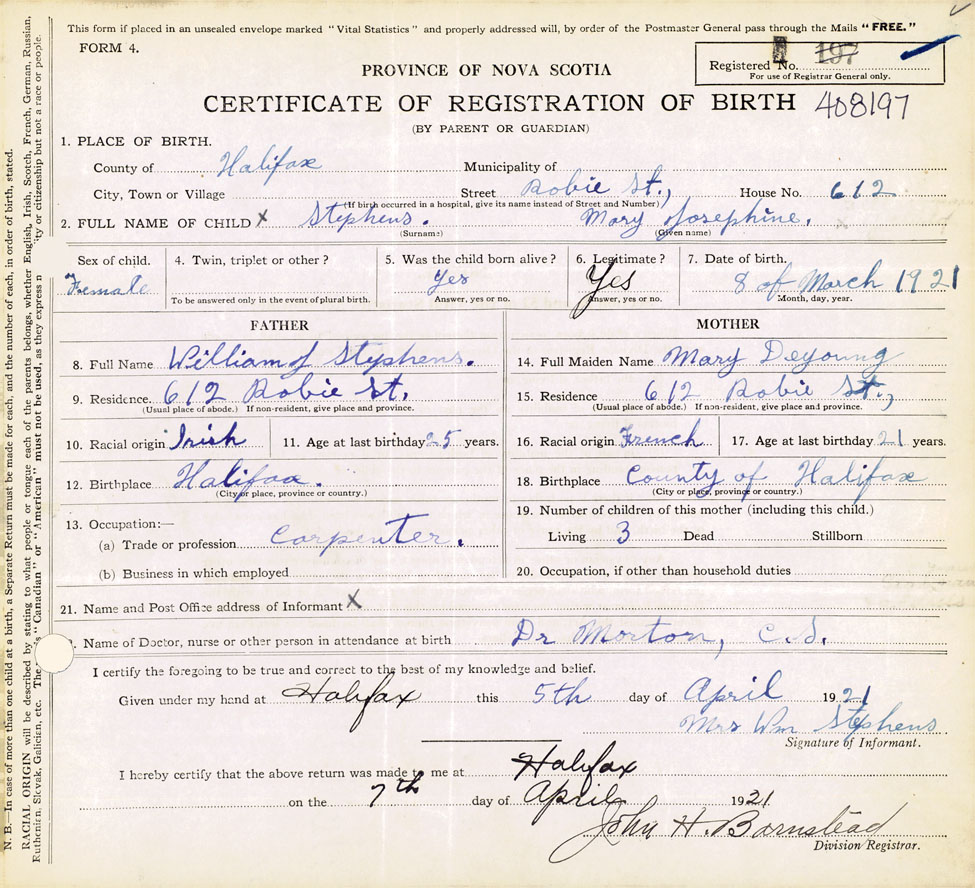 This form if placed in an unsealed envelope marked "Vital Statistics" and properly addressed will, by order of the Postmaster General pass through the Mails "FREE."
FORM 4.
Registered No. 197
For use of Registrar General only.
PROVINCE OF NOVA SCOTIA
CERTIFICATE OF REGISTRATION OF BIRTH 408197
(BY PARENT OR GUARDIAN)
1. PLACE OF BIRTH.
County of Halifax Municipality of
City, Town or Village Street Robie St., House No. 612
(If birth occurred in a hospital, give its name instead of Street and Number)
2. FULL NAME OF CHILD X Stephens. Mary Josephine.
(Surname) (Given name)
Sex of child. 4. Twin, triplet or other? 5. Was the child born alive? 6. Legitimate? 7. Date of birth.
Female Yes Yes 8 of March 1921
To be answered only in the event of plural birth. Answer, yes or no. Answer, yes or no. Month, day, year.
FATHER MOTHER
8. Full Name William J Stephens. 14. Full Maiden Name Mary Deyoung
9. Residence 612 Robie St. 15. Residence 612 Robie St.,
(Usual place of abode.) If non-resident, give place and province. (Usual place of abode.) If non-resident, give place and province.
10. Racial origin Irish 11. Age at last birthday 25 years. 16. Racial origin French 17. Age at last birthday 21 years.
12. Birthplace Halifax. 18. Birthplace County of Halifax
(City or place, province or country.) (City or place, province or country.)
13. Occupation:— 19. Number of children of this mother (including this child.)
(a) Trade or profession Carpenter. Living 3 Dead Stillborn
(b) Business in which employed 20. Occupation, if other than household duties
21. Name and Post Office address of Informant X
Name of Doctor, nurse or other person in attendance at birth Dr Morton, C.S.
I certify the foregoing to be true and correct to the best of my knowledge and belief.
Given under my hand at Halifax this 5th day of April 1921
Mrs Wm Stephens
Signature of Informant.
I hereby certify that the above return was made to me at Halifax
on the 7th day of April 1921
John H. Barnstead
Division Registrar.
N. B.—In case of more than one child at a birth, a Separate Return must be made for each, and the number of each, in order of birth, stated.
RACIAL ORIGIN will be described by stating to what people or tongue each of the parents belongs, whether English, Irish, Scotch, French, German, Russian,
Ruthenian, Slovak, Galician, etc. The "Canadian" or "American" must not be used, as they express citizenship but not a race or people.